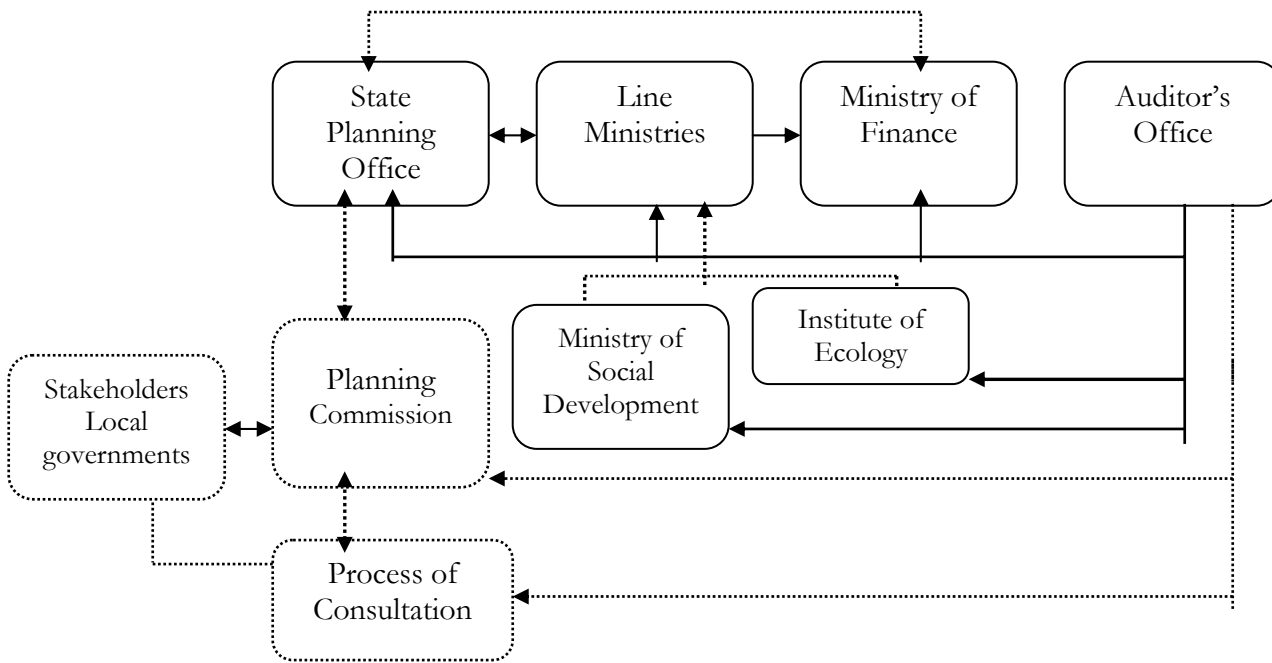 State
Planning
Office
Line
Ministries
Ministry of
Finance
Auditor’s
Office
Ministry of
Social
Development
Institute of
Ecology
Planning
Commission
Stakeholders
Local
governments
Process of
Consultation